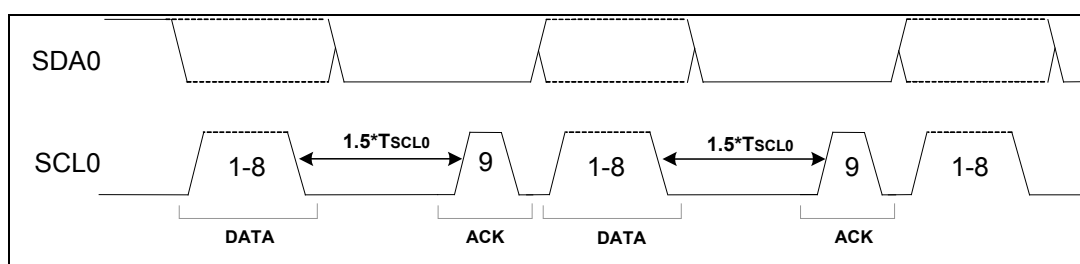 SDA0
1.5*TSCL0 1.5*TSCL0
SCL0 1-8 9 1-8 9 1-8
DATA ACK DATA ACK